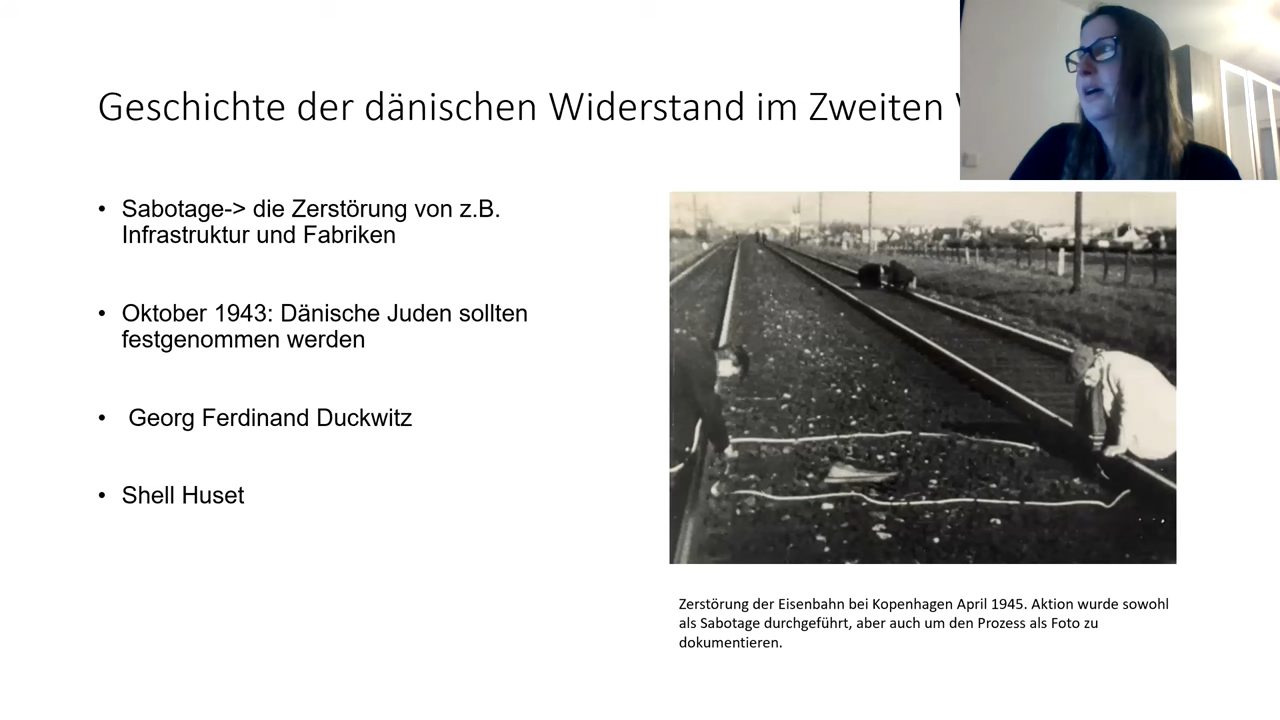 Geschichte der dänischen Widerstand im Zweiten
• Sabotage-> die Zerstörung von z.B.
Infrastruktur und Fabriken
• Oktober 1943: Dänische Juden sollten
festgenommen werden
• Georg Ferdinand Duckwitz
• Shell Huset
Zerstörung der Eisenbahn bei Kopenhagen April 1945. Aktion wurde sowohl
als Sabotage durchgeführt, aber auch um den Prozess als Foto zu
dokumentieren.